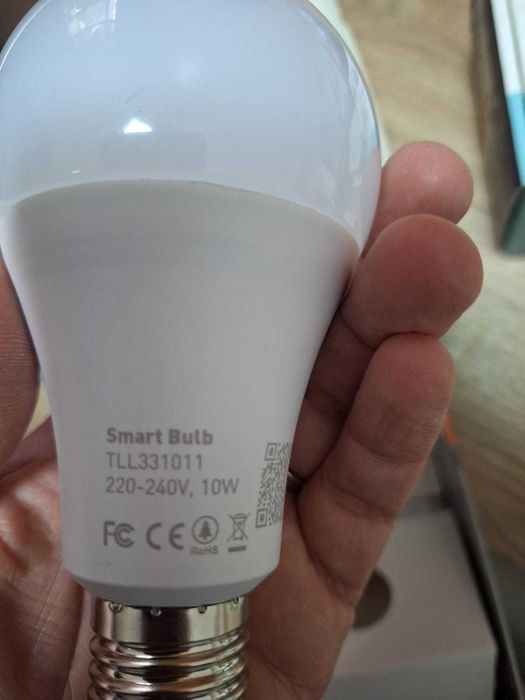 Smart Bulb
TLL331011
220-240V, 10W
FC CE RoHS